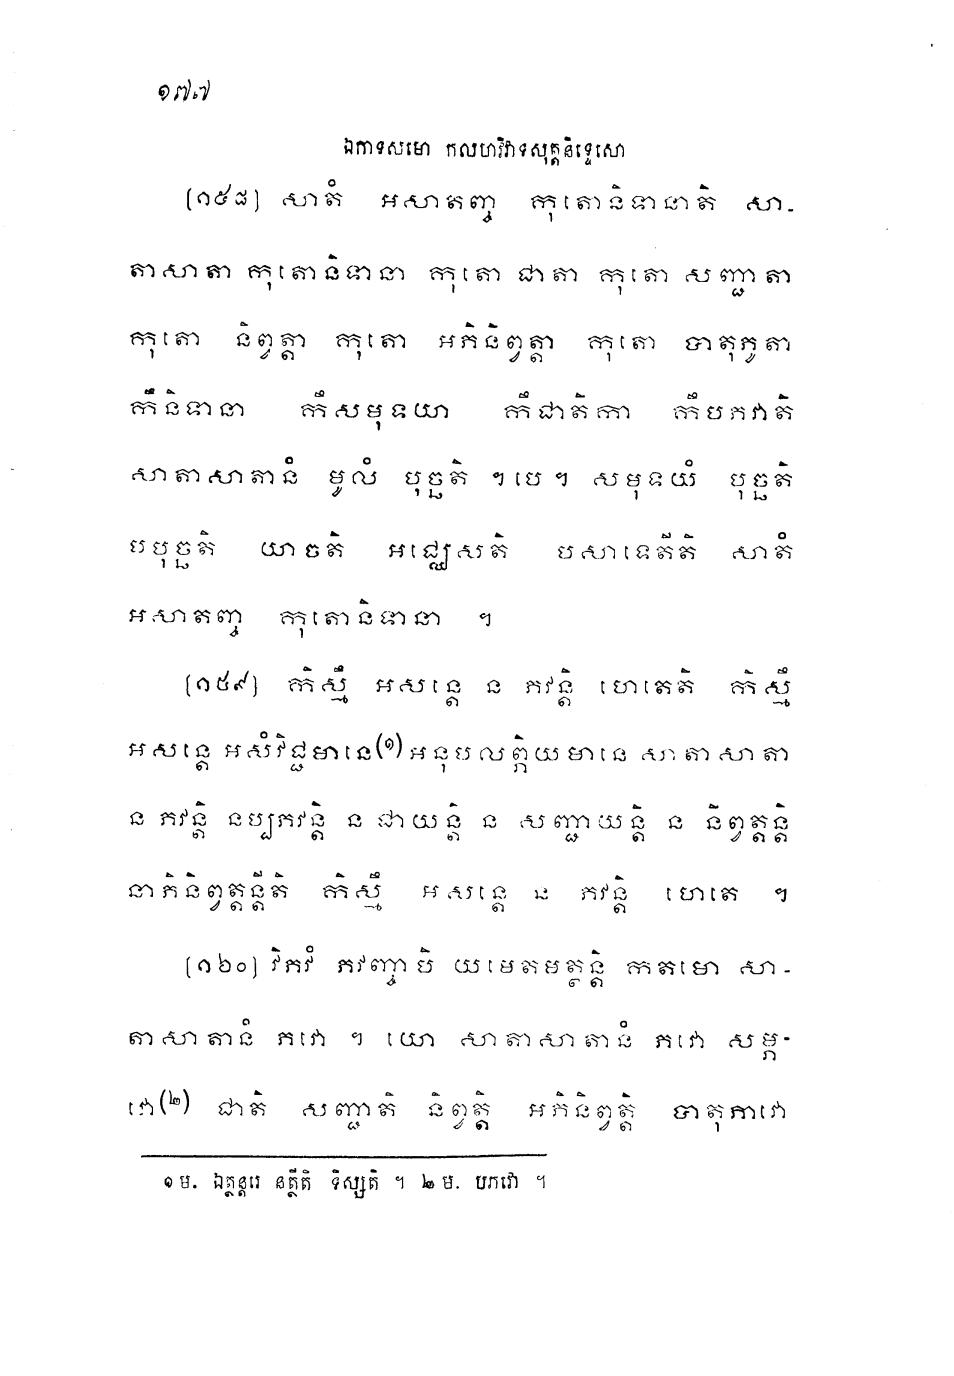 ១៧៧
ឯកាទសមោ កលហវិវាទសុត្តនិទ្ទេសោ
(១៥៨) សាតំ អសាតញ្ច កុតោនិទានាតិ សា-
តាសាតា កុតោនិទានា កុតោ ជាតា កុតោ សញ្ជាតា
កុតោ និព្វត្តា កុតោ អភិនិព្វត្តា កុតោ បាតុភូតា
កឹនិទានា កឹសមុទយា កឹជាតិកា កឹបភវាតិ
សាតាសាតានំ មូលំ បុច្ឆតិ ។បេ។ សមុទយំ បុច្ឆតិ
បបុច្ឆតិ យាចតិ អជ្ឈេសតិ បសាទេតីតិ សាតំ
អសាតញ្ច កុតោនិទានា ។
(១៥៩) កិស្មឹ អសន្តេ ន ភវន្តិ ហេតេតិ កិស្មឹ
អសន្តេ អសំវិជ្ជមានេ(១) អនុបលព្ភិយមានេ សាតាសាតា
ន ភវន្តិ នប្បភវន្តិ ន ជាយន្តិ ន សញ្ជាយន្តិ ន និព្វត្តន្តិ
នាភិនិព្វត្តន្តីតិ កិស្មឹ អសន្តេ ន ភវន្តិ ហេតេ ។
(១៦០) វិភវំ ភវញ្ចាបិ យមេតមត្ថន្តិ កតមោ សា-
តាសាតានំ ភវោ ។ យោ សាតាសាតានំ ភវោ សម្ភ-
វោ(២) ជាតិ សញ្ជាតិ និព្វត្តិ អភិនិព្វត្តិ បាតុភាវោ
១ ម. ឯត្ថន្តរេ នត្ថីតិ ទិស្សតិ ។ ២ ម. បភវោ ។